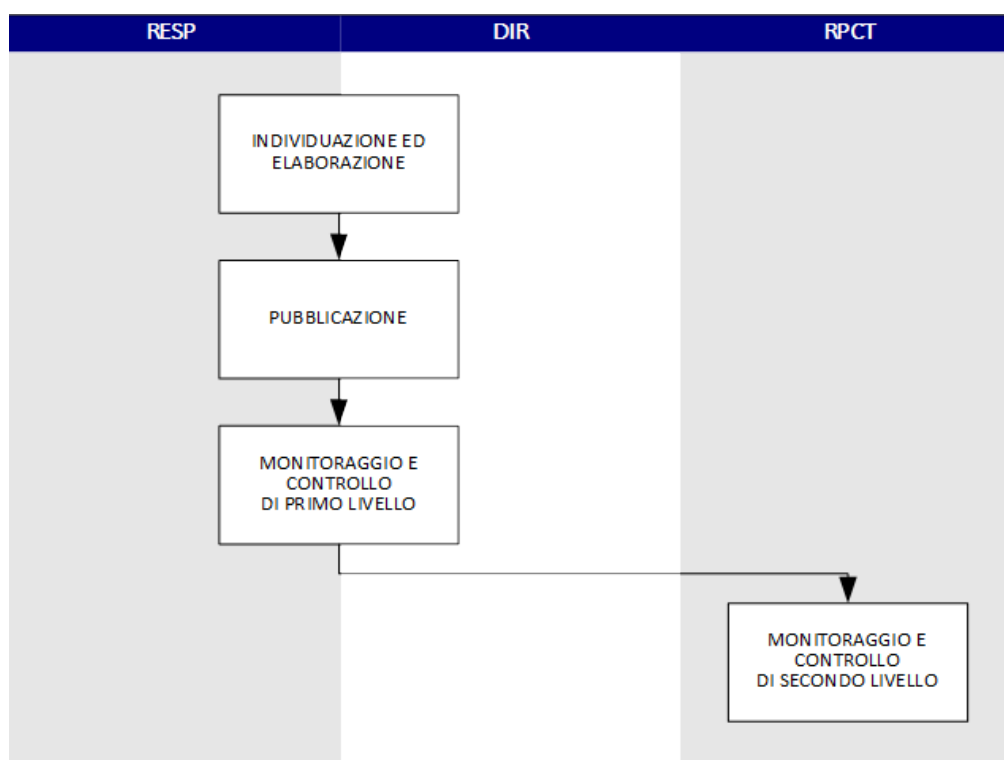 RESP DIR RPCT
INDIVIDUAZIONE ED
ELABORAZIONE
PUBBLICAZIONE
MONITORAGGIO E
CONTROLLO
DI PRIMO LIVELLO
MONITORAGGIO E
CONTROLLO
DI SECONDO LIVELLO